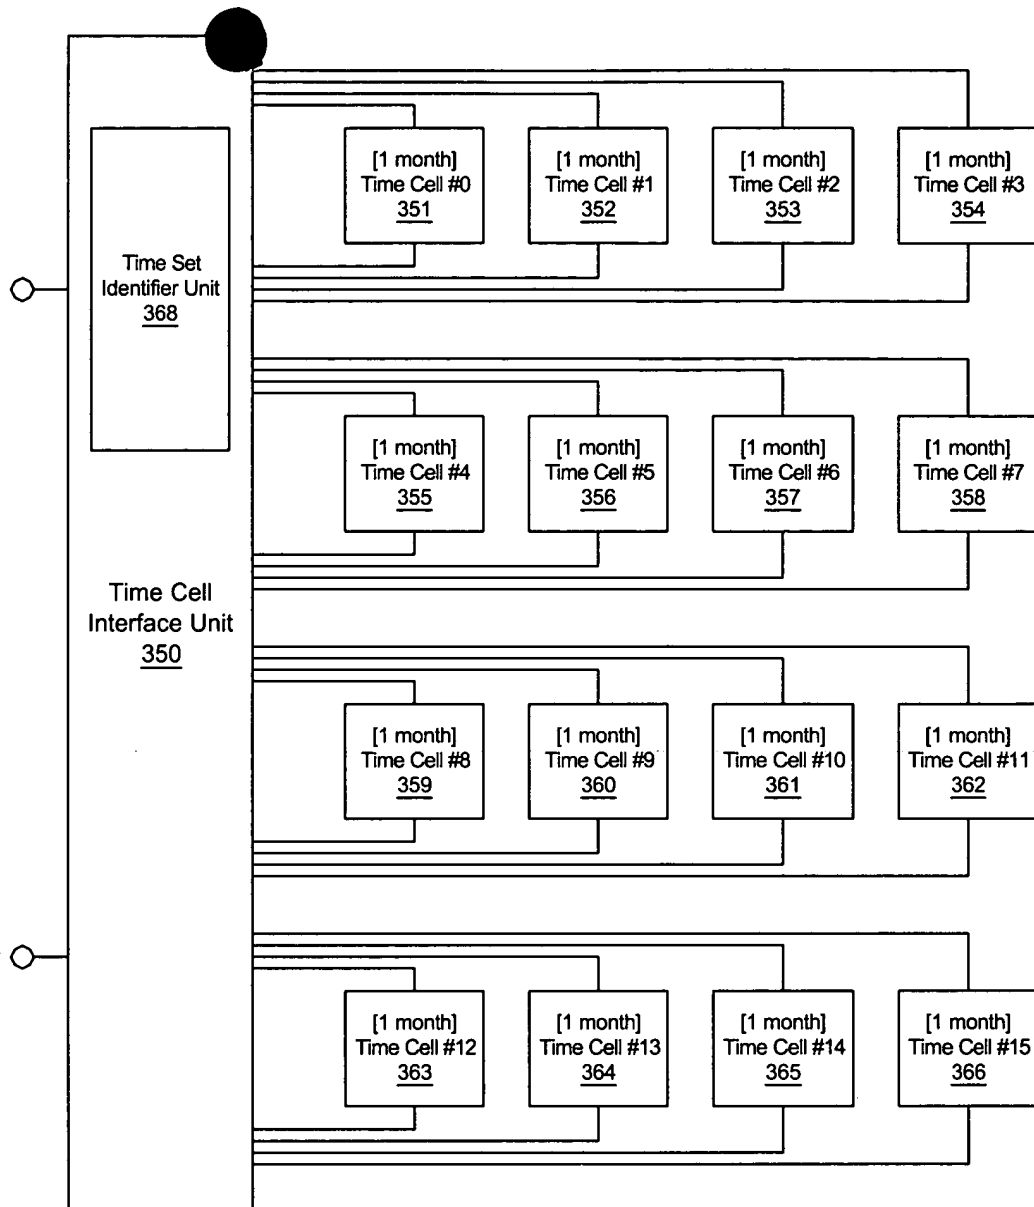 [1 month]
Time Cell #0
351
[1 month]
Time Cell #1
352
[1 month]
Time Cell #2
353
[1 month]
Time Cell #3
354
Time Set
Identifier Unit
368
[1 month]
Time Cell #4
355
[1 month]
Time Cell #5
356
[1 month]
Time Cell #6
357
[1 month]
Time Cell #7
358
Time Cell
Interface Unit
350
[1 month]
Time Cell #8
359
[1 month]
Time Cell #9
360
[1 month]
Time Cell #10
361
[1 month]
Time Cell #11
362
[1 month]
Time Cell #12
363
[1 month]
Time Cell #13
364
[1 month]
Time Cell #14
365
[1 month]
Time Cell #15
366